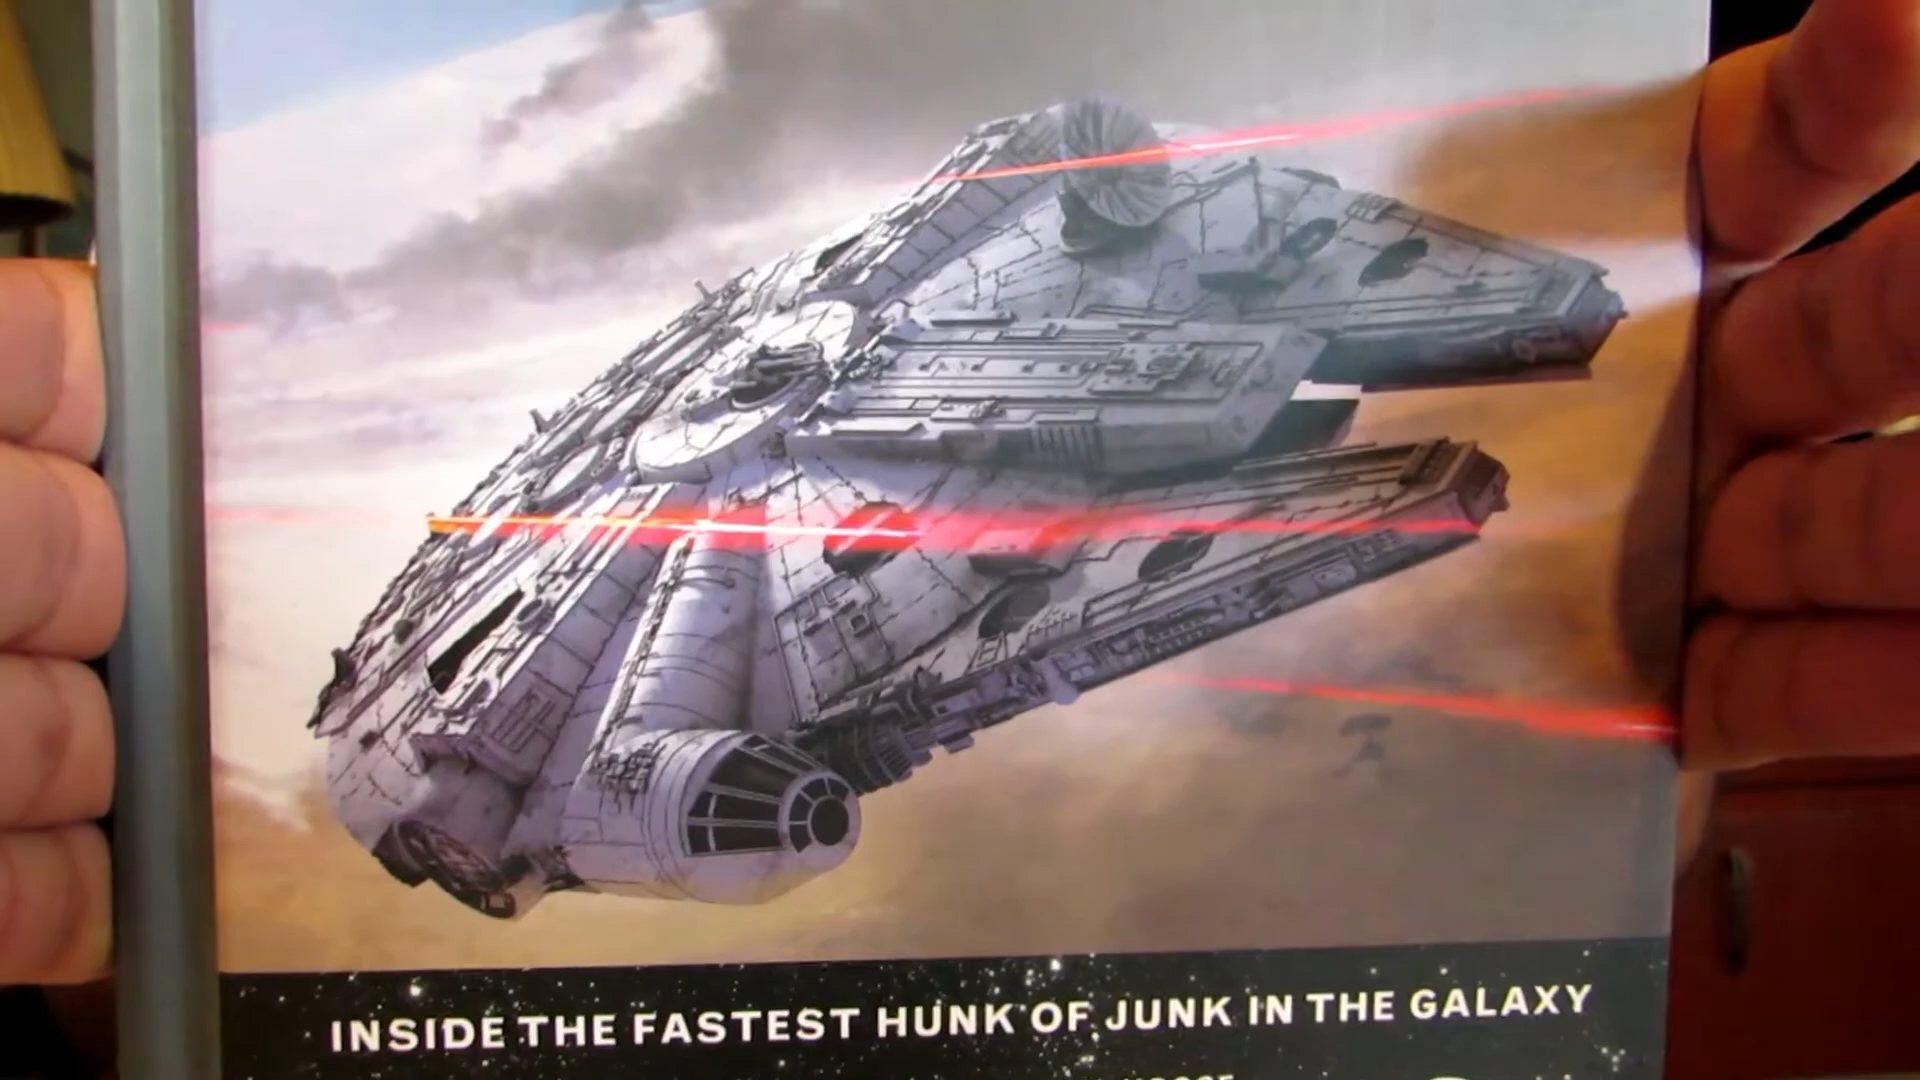 INSIDE THE FASTEST HUNK OF JUNK IN THE GALAXY